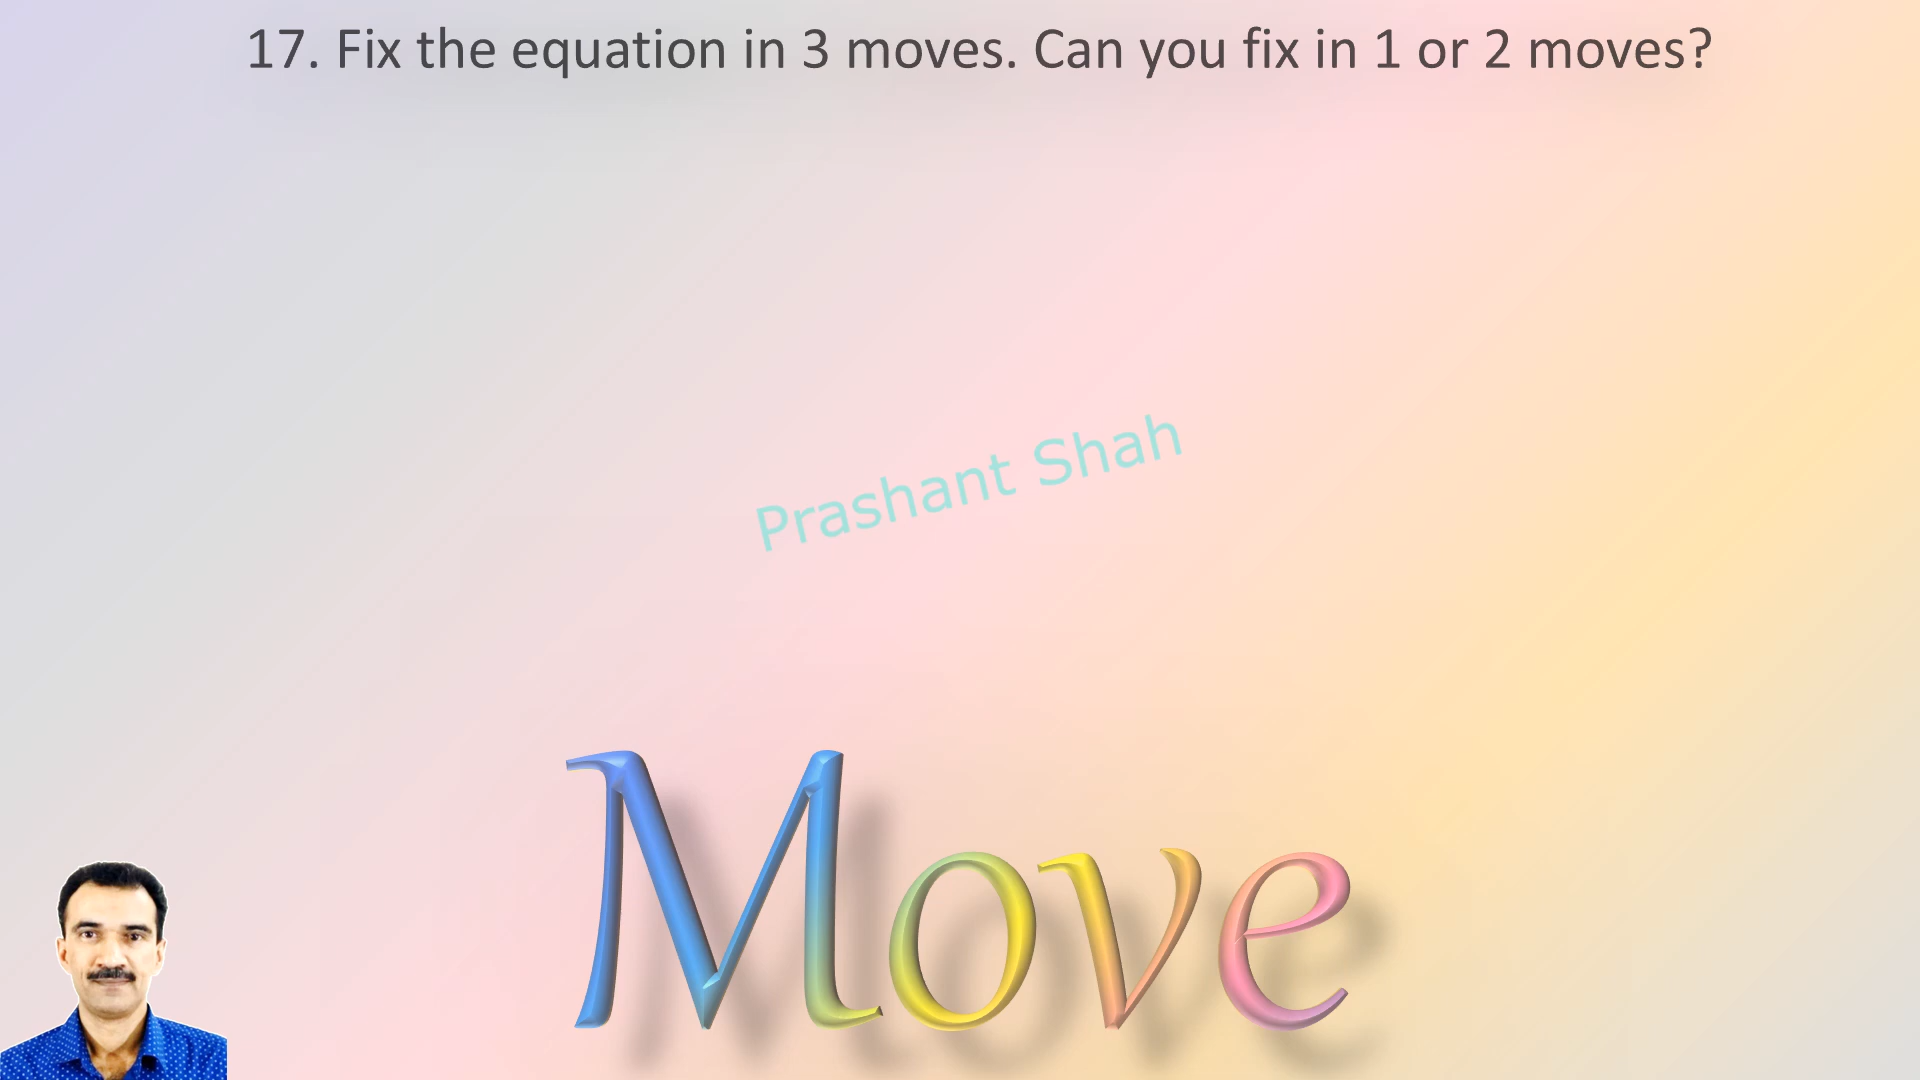 17. Fix the equation in 3 moves. Can you fix in 1 or 2 moves?
Prashant Shah
Move